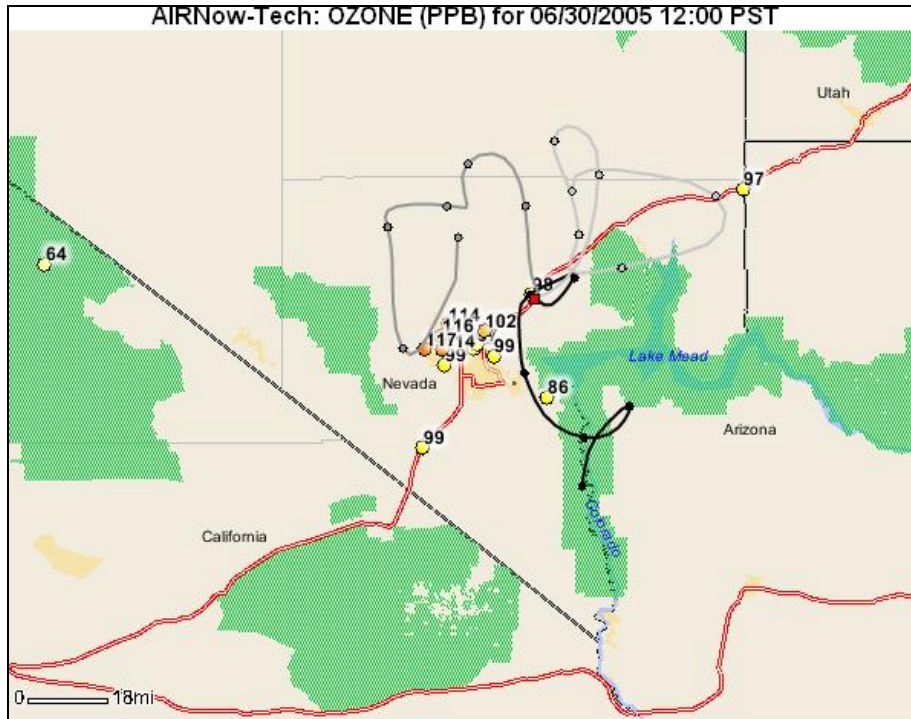 AIRNow-Tech: OZONE (PPB) for 06/30/2005 12:00 PST
Utah
97
64
98
114
116
102
117
99
99
Lake Mead
Nevada
86
Arizona
99
Colorado
California
0 18mi